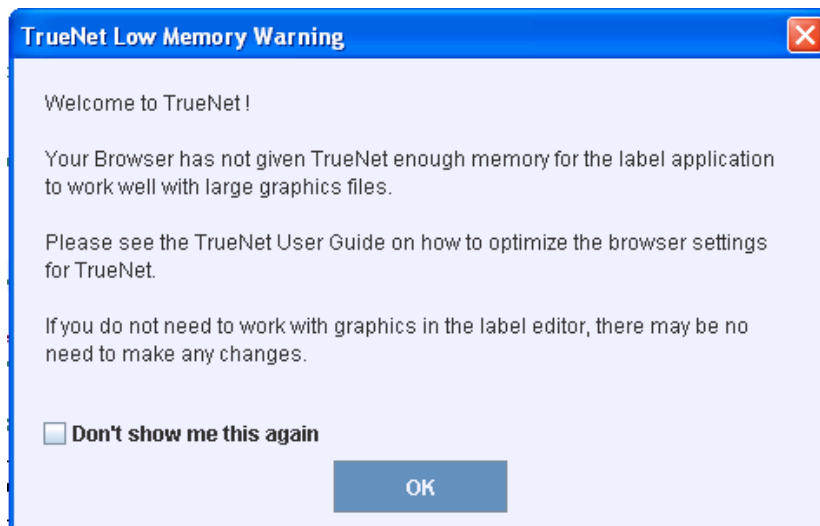 TrueNet Low Memory Warning
Welcome to TrueNet !
Your Browser has not given TrueNet enough memory for the label application
to work well with large graphics files.
Please see the TrueNet User Guide on how to optimize the browser settings
for TrueNet.
If you do not need to work with graphics in the label editor, there may be no
need to make any changes.
Don't show me this again
OK